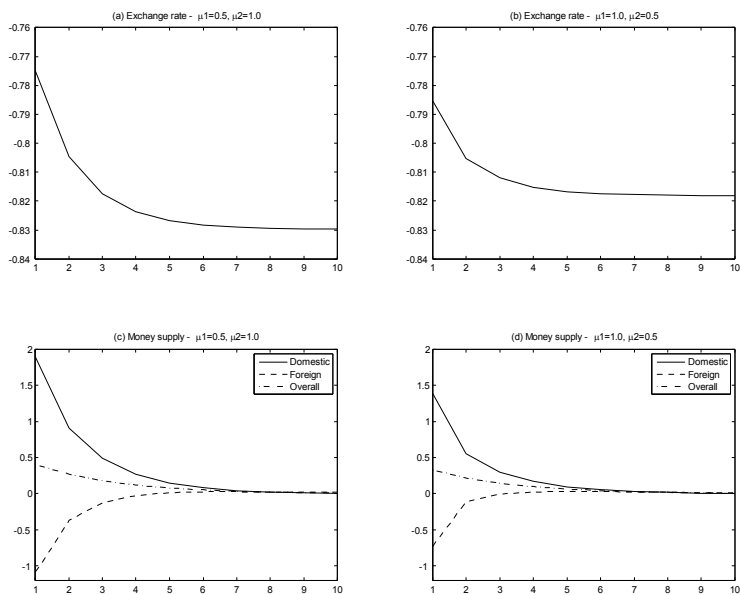 (a) Exchange rate - μ1=0.5, μ2=1.0
-0.76
-0.77
-0.78
-0.79
-0.8
-0.81
-0.82
-0.83
-0.84
1 2 3 4 5 6 7 8 9 10
(b) Exchange rate - μ1=1.0, μ2=0.5
-0.76
-0.77
-0.78
-0.79
-0.8
-0.81
-0.82
-0.83
-0.84
1 2 3 4 5 6 7 8 9 10
(c) Money supply - μ1=0.5, μ2=1.0
2
1.5
1
0.5
0
-0.5
-1
Domestic
Foreign
Overall
1 2 3 4 5 6 7 8 9 10
(d) Money supply - μ1=1.0, μ2=0.5
2
1.5
1
0.5
0
-0.5
-1
Domestic
Foreign
Overall
1 2 3 4 5 6 7 8 9 10